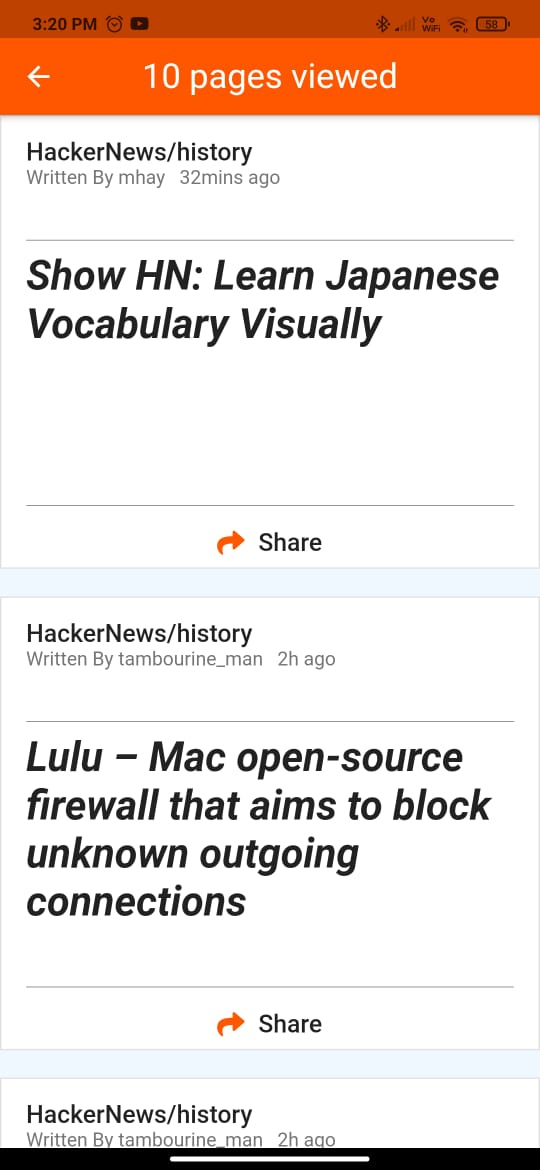 3:20 PM
Vo
WiFi
58
10 pages viewed
HackerNews/history
Written By mhay 32mins ago
Show HN: Learn Japanese
Vocabulary Visually
Share
HackerNews/history
Written By tambourine_man 2h ago
Lulu – Mac open-source
firewall that aims to block
unknown outgoing
connections
Share
HackerNews/history
Written By tambourine_man 2h ago